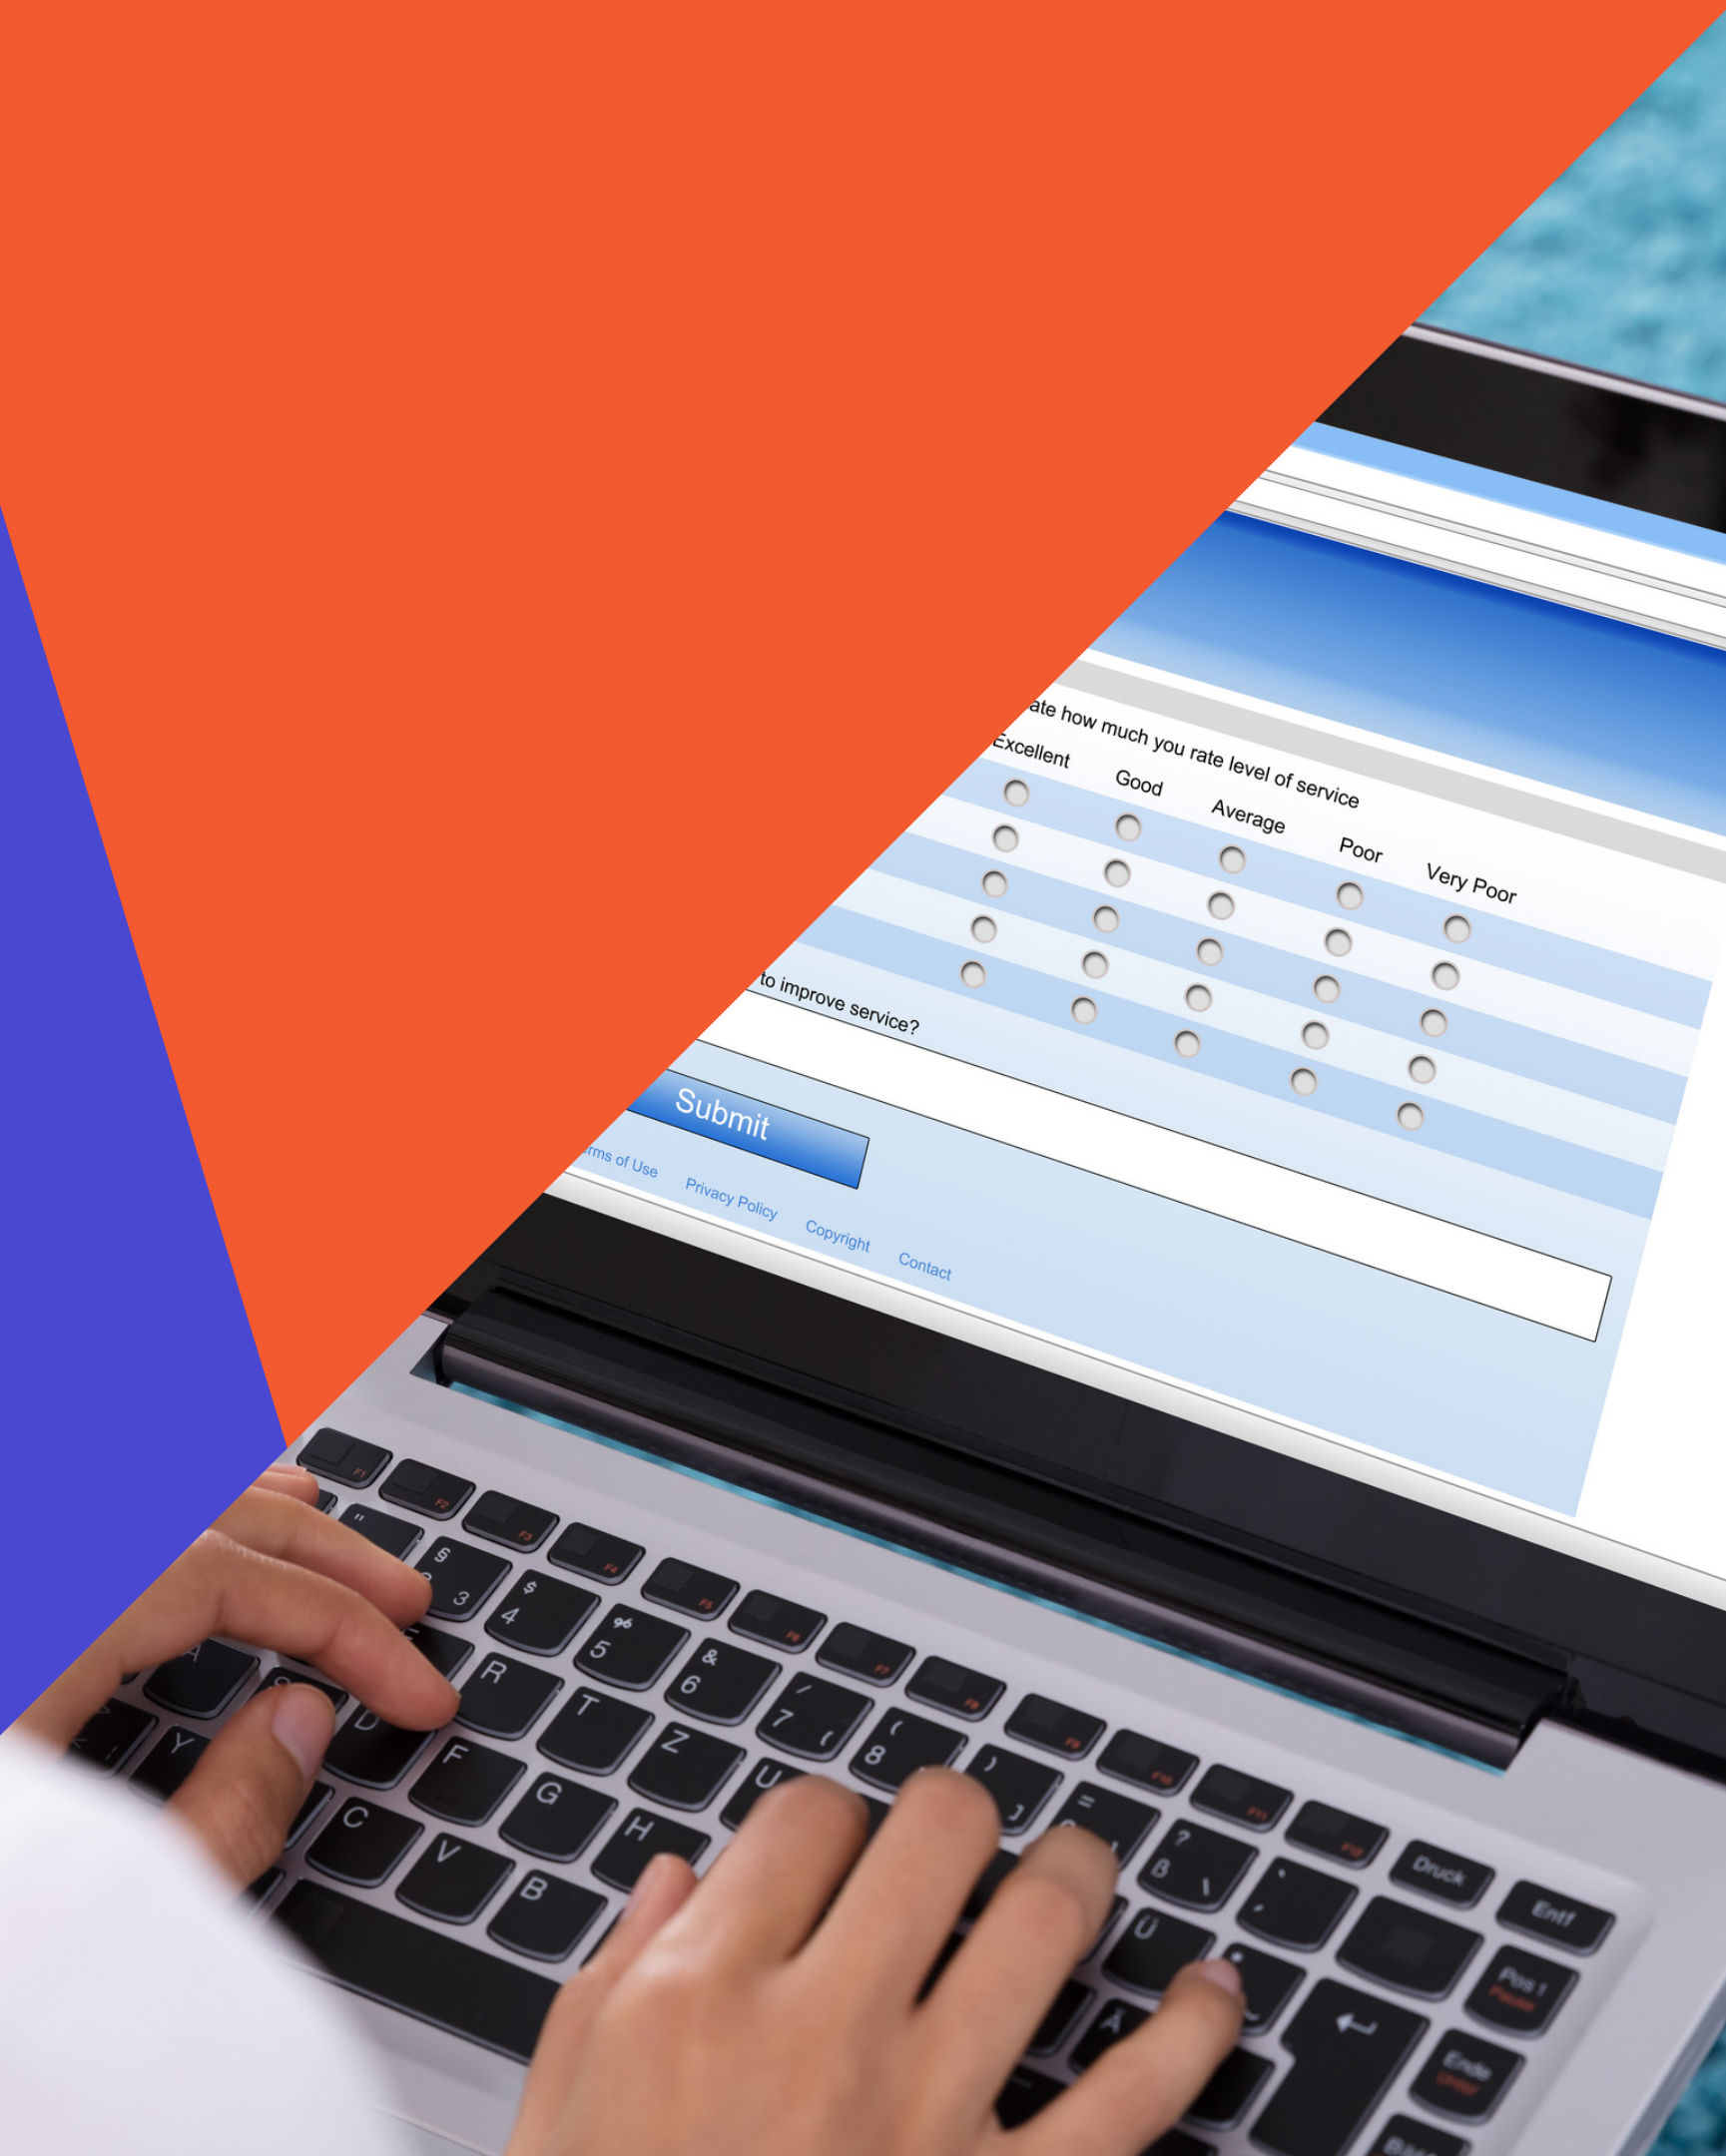 ate how much you rate level of service
Excellent Good Average Poor Very Poor
to improve service?
Submit
rms of Use Privacy Policy Copyright Contact
F1 F2 F3 F4 F5 F6 F7 F8 F9 F10 F11 F12 Druck Entf
" § 3 $ 4 % 5 & 6 / 7 { ( 8 ) ] = ? ß \ Pos 1 Pause
E R T Z U Ü * ~ Ende
A S D F G H Ä
Y C V B